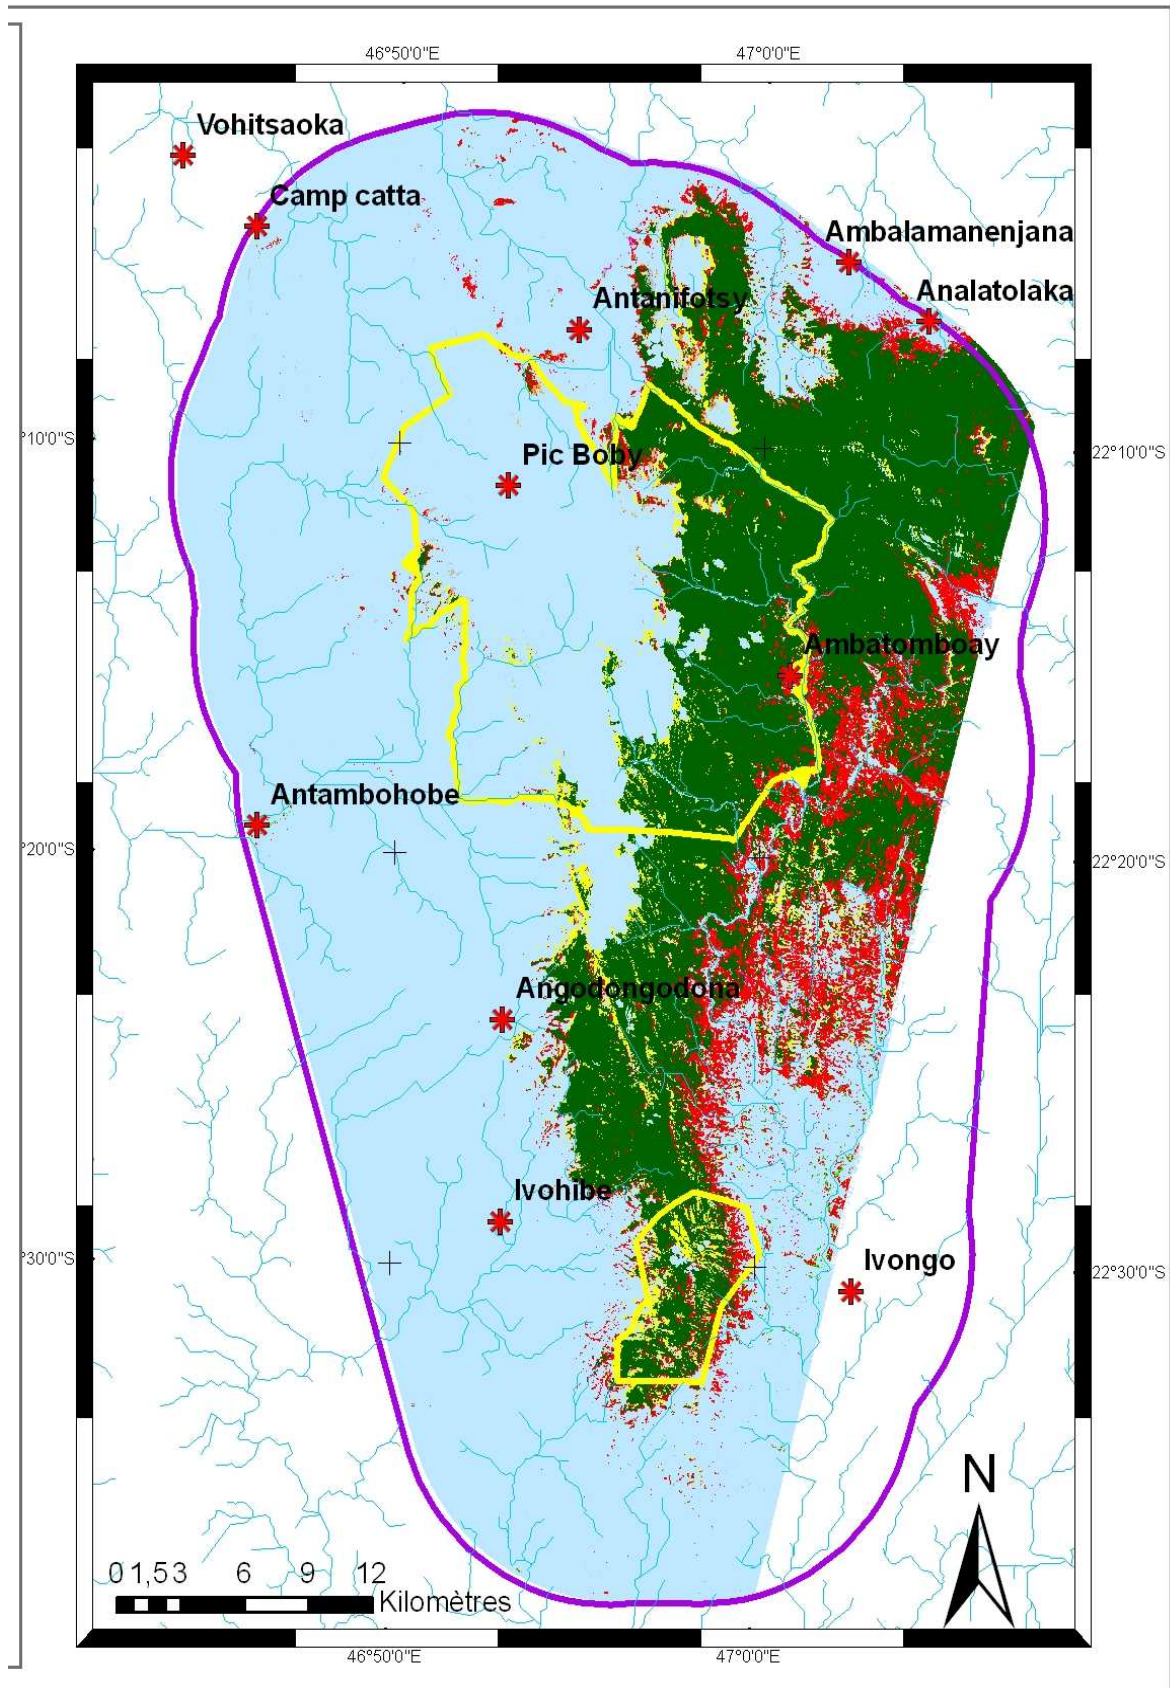 46°50'0"E 47°0'0"E
Vohitsaoka
Camp catta
Ambalamanenjana
Analatolaka
Antanifotsy
°10'0"S
Pic Boby
22°10'0"S
Ambatomboay
Antambohobe
°20'0"S
22°20'0"S
Angodongodona
Ivohibe
°30'0"S
Ivongo
22°30'0"S
N
0 1,5 3 6 9 12
Kilomètres
46°50'0"E 47°0'0"E